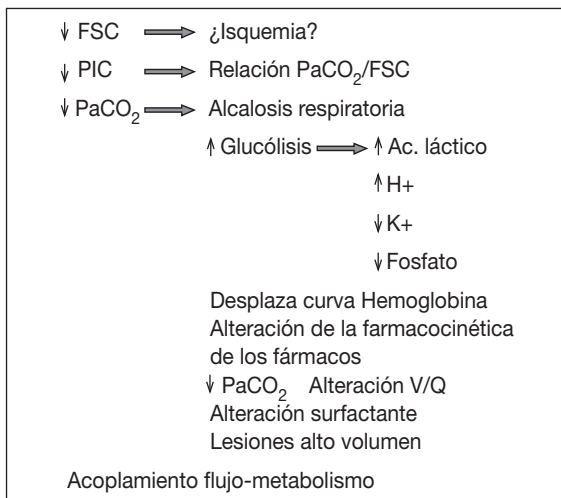 ↓ FSC ⟹ ¿Isquemia?
↓ PIC ⟹ Relación PaCO₂/FSC
↓ PaCO₂ ⟹ Alcalosis respiratoria
↑ Glucólisis ⟹ ↑ Ac. láctico
↑ H+
↓ K+
↓ Fosfato
Desplaza curva Hemoglobina
Alteración de la farmacocinética
de los fármacos
↓ PaCO₂ Alteración V/Q
Alteración surfactante
Lesiones alto volumen
Acoplamiento flujo-metabolismo